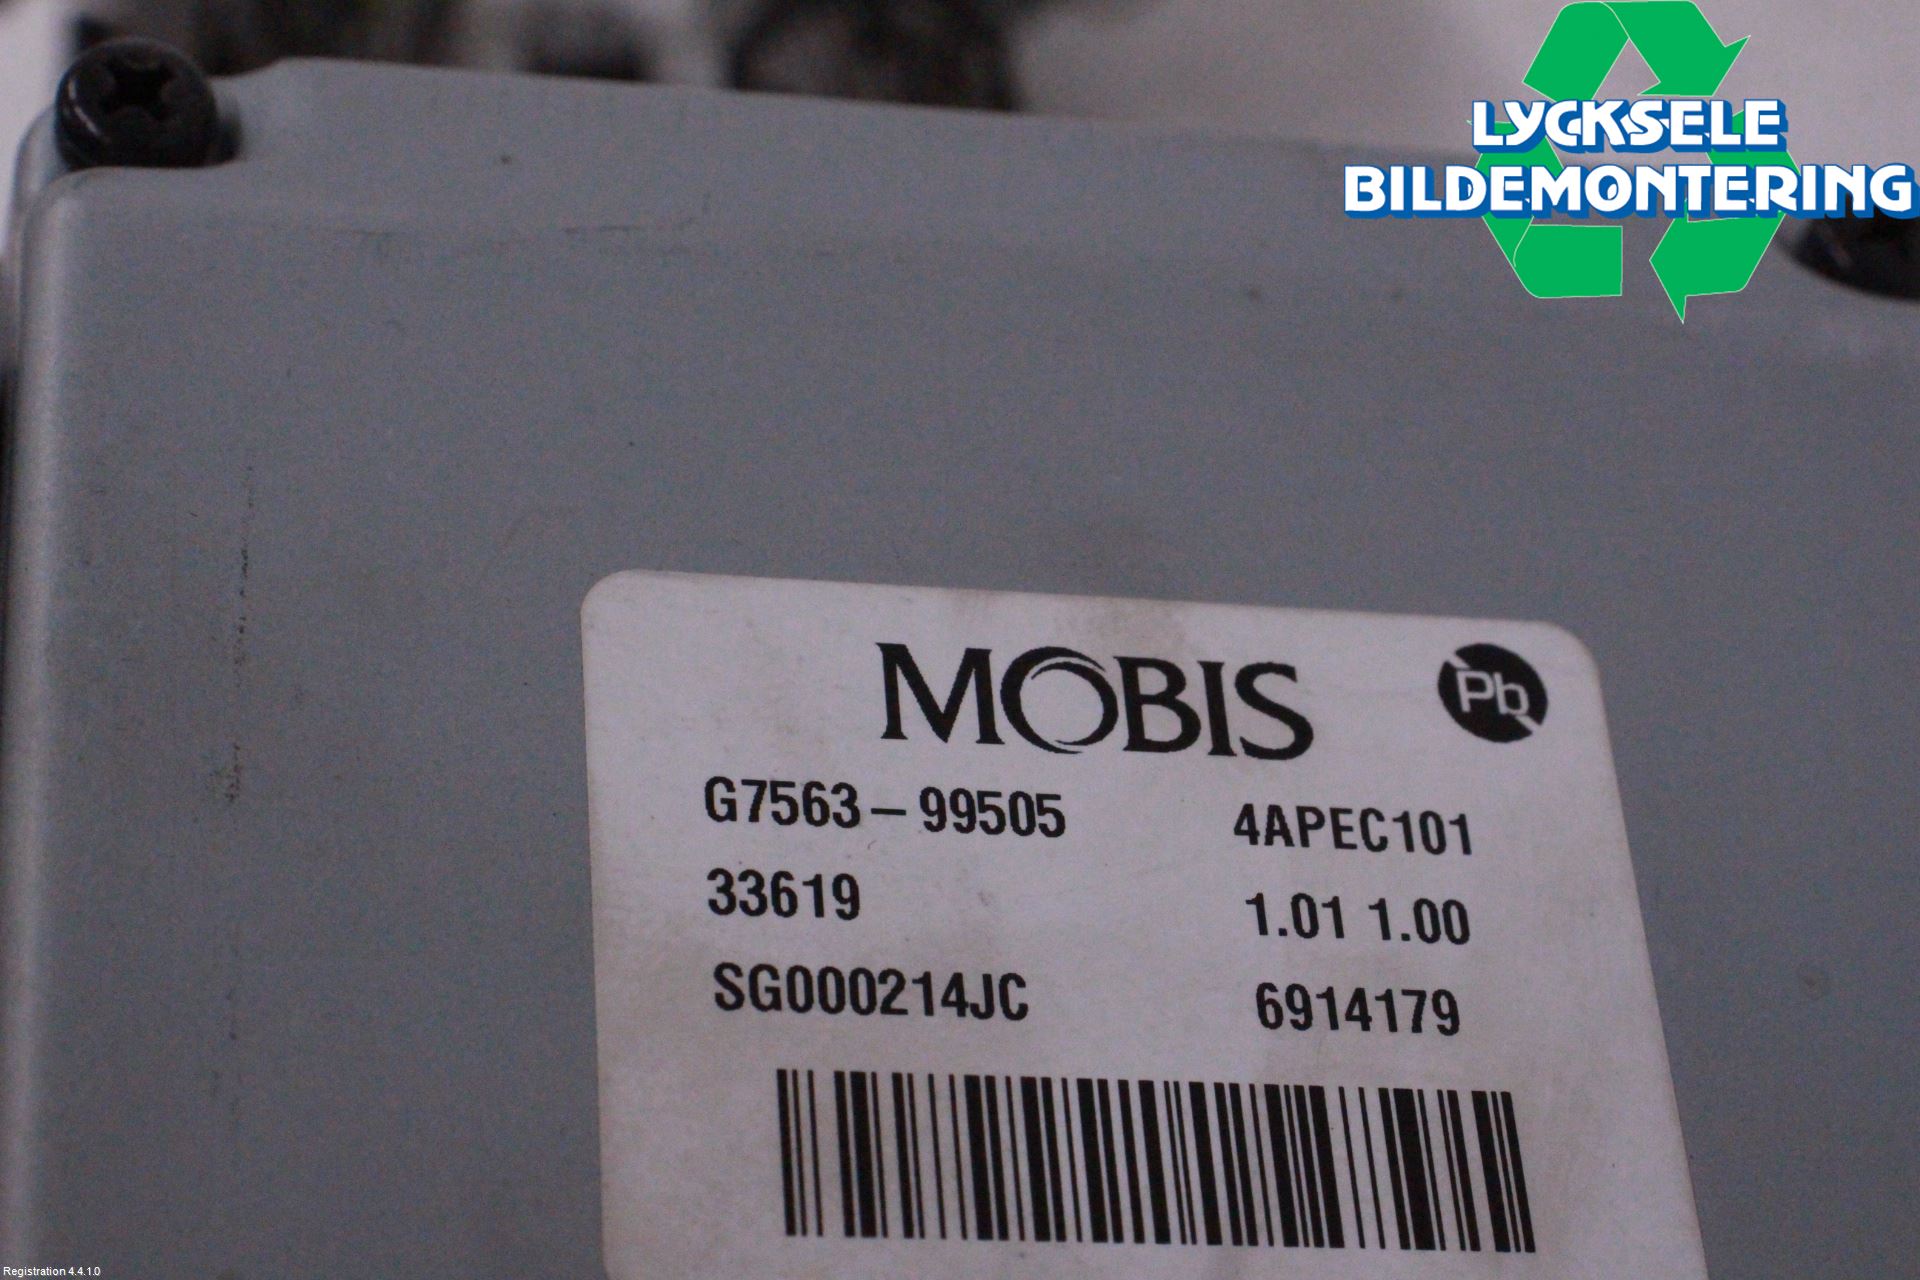 LYCKSELE
BILDEMONTERING
MOBIS
Pb
G7563-99505 4APEC101
33619 1.01 1.00
SG000214JC 6914179
Registration 4.4.1.0